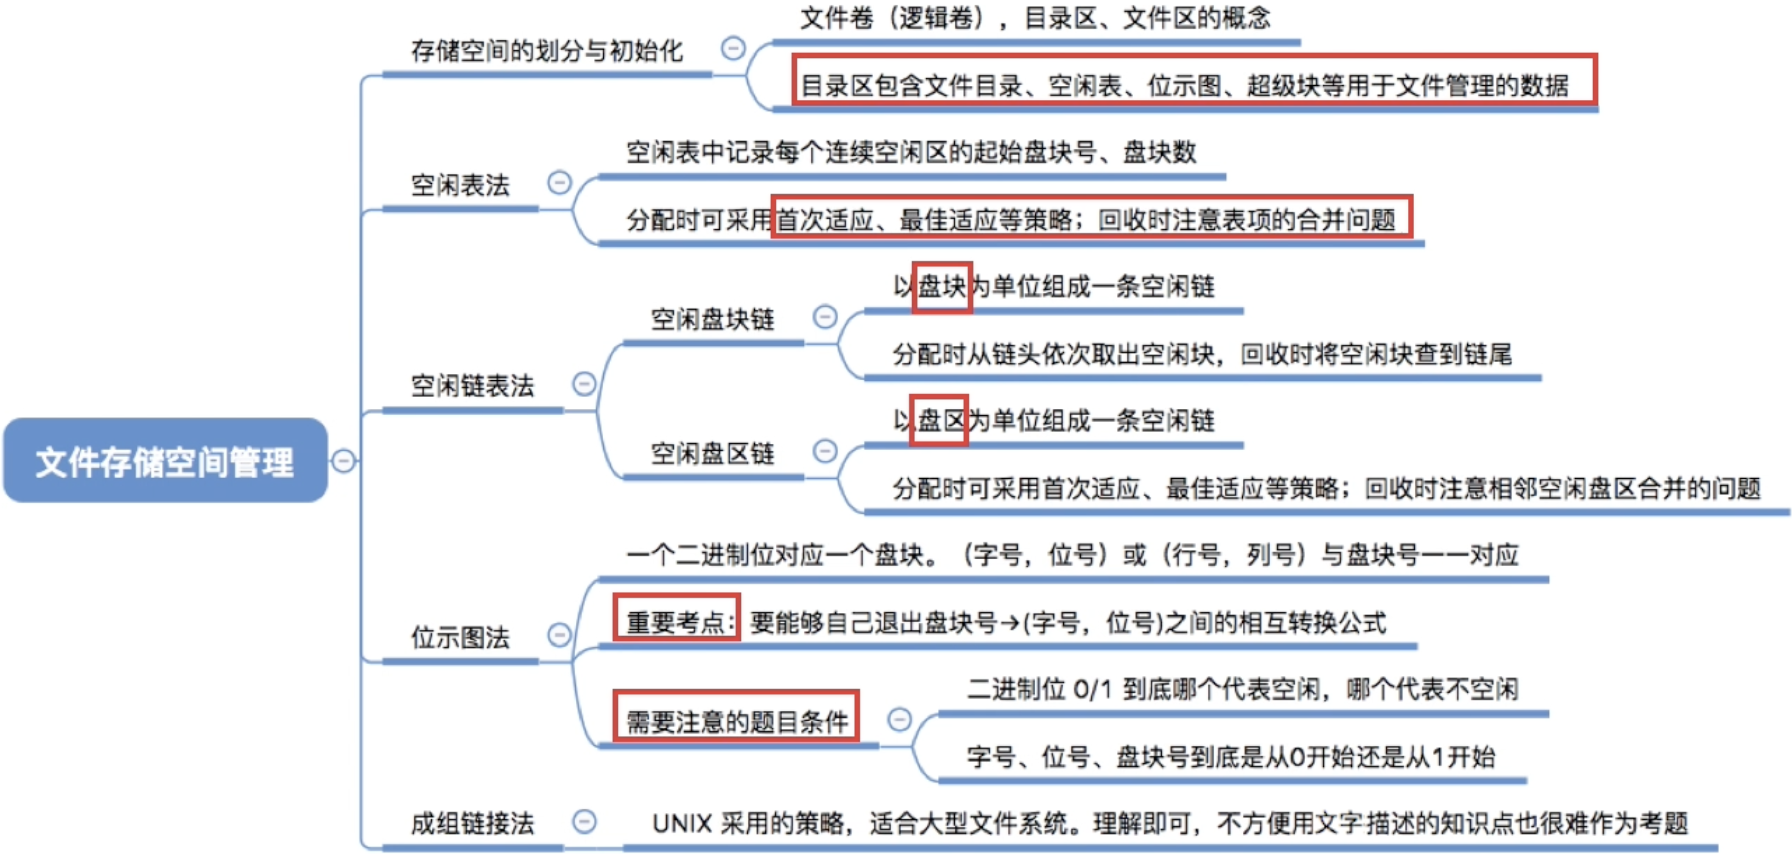 文件卷（逻辑卷），目录区、文件区的概念
存储空间的划分与初始化
目录区包含文件目录、空闲表、位示图、超级块等用于文件管理的数据
空闲表中记录每个连续空闲区的起始盘块号、盘块数
空闲表法
分配时可采用首次适应、最佳适应等策略；回收时注意表项的合并问题
以盘块为单位组成一条空闲链
空闲盘块链
分配时从链头依次取出空闲块，回收时将空闲块查到链尾
空闲链表法
以盘区为单位组成一条空闲链
空闲盘区链
分配时可采用首次适应、最佳适应等策略；回收时注意相邻空闲盘区合并的问题
文件存储空间管理
一个二进制位对应一个盘块。（字号，位号）或（行号，列号）与盘块号一一对应
位示图法
重要考点：要能够自己退出盘块号→(字号，位号)之间的相互转换公式
需要注意的题目条件
二进制位 0/1 到底哪个代表空闲，哪个代表不空闲
字号、位号、盘块号到底是从0开始还是从1开始
成组链接法
UNIX 采用的策略，适合大型文件系统。理解即可，不方便用文字描述的知识点也很难作为考题